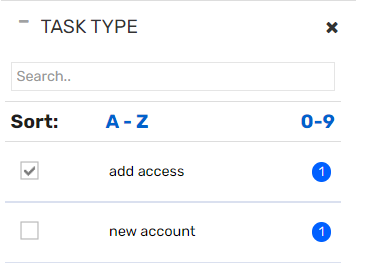 TASK TYPE
Search..
Sort: A - Z 0-9
add access 1
new account 1